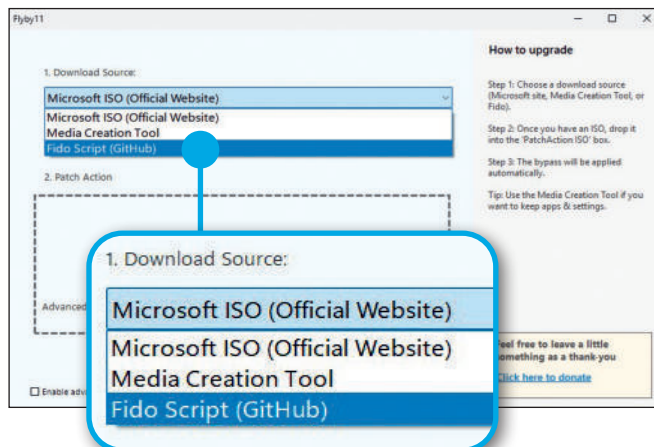 Flyby11
1. Download Source:
Microsoft ISO (Official Website)
Microsoft ISO (Official Website)
Media Creation Tool
Fido Script (GitHub)
2. Patch Action
Advanced
Enable
How to upgrade
Step 1: Choose a download source
(Microsoft site, Media Creation Tool, or
Fido).
Step 2: Once you have an ISO, drop it
into the 'PatchAction ISO' box.
Step 3: The bypass will be applied
automatically.
Tip: Use the Media Creation Tool if you
want to keep apps & settings.
feel free to leave a little
something as a thank-you
Click here to donate
1. Download Source:
Microsoft ISO (Official Website)
Microsoft ISO (Official Website)
Media Creation Tool
Fido Script (GitHub)